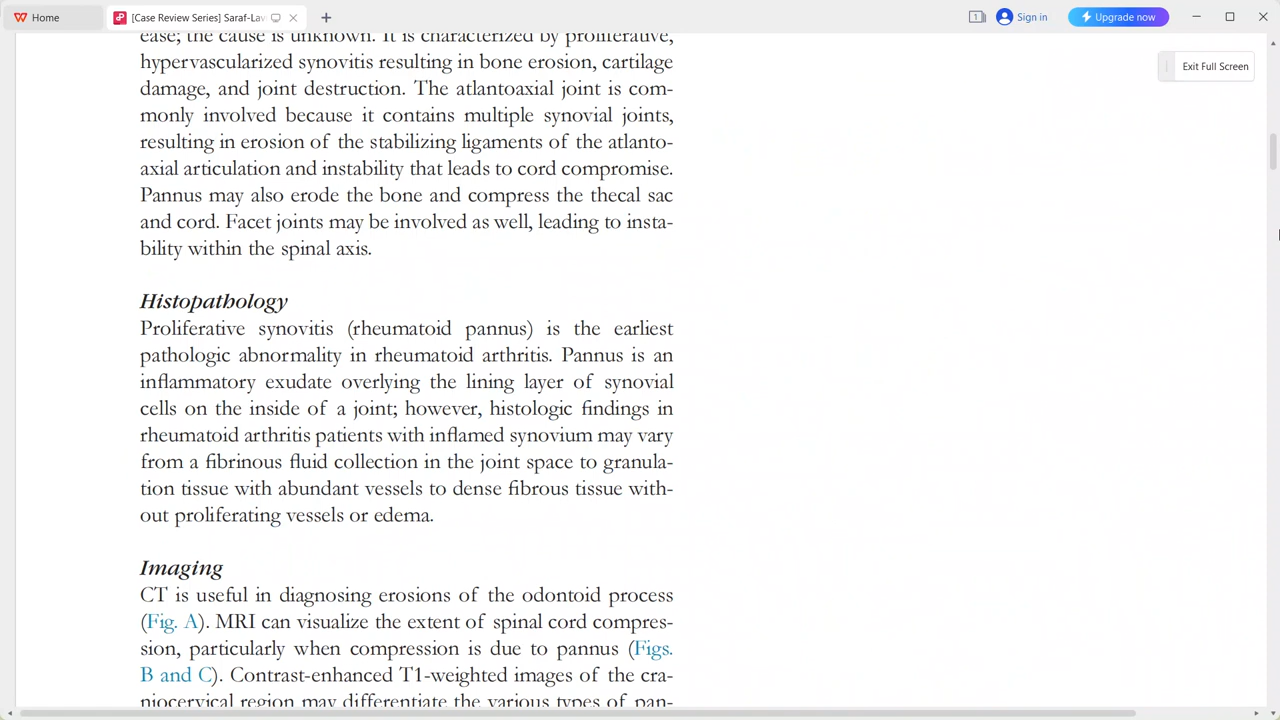 Home
[Case Review Series] Saraf-Lav
1
Sign in
Upgrade now
Exit Full Screen
ease; the cause is unknown. It is characterized by proliferative,
hypervascularized synovitis resulting in bone erosion, cartilage
damage, and joint destruction. The atlantoaxial joint is com-
monly involved because it contains multiple synovial joints,
resulting in erosion of the stabilizing ligaments of the atlanto-
axial articulation and instability that leads to cord compromise.
Pannus may also erode the bone and compress the thecal sac
and cord. Facet joints may be involved as well, leading to insta-
bility within the spinal axis.
Histopathology
Proliferative synovitis (rheumatoid pannus) is the earliest
pathologic abnormality in rheumatoid arthritis. Pannus is an
inflammatory exudate overlying the lining layer of synovial
cells on the inside of a joint; however, histologic findings in
rheumatoid arthritis patients with inflamed synovium may vary
from a fibrinous fluid collection in the joint space to granula-
tion tissue with abundant vessels to dense fibrous tissue with-
out proliferating vessels or edema.
Imaging
CT is useful in diagnosing erosions of the odontoid process
(Fig. A). MRI can visualize the extent of spinal cord compres-
sion, particularly when compression is due to pannus (Figs.
B and C). Contrast-enhanced T1-weighted images of the cra-
niocervical region may differentiate the various types of pan-